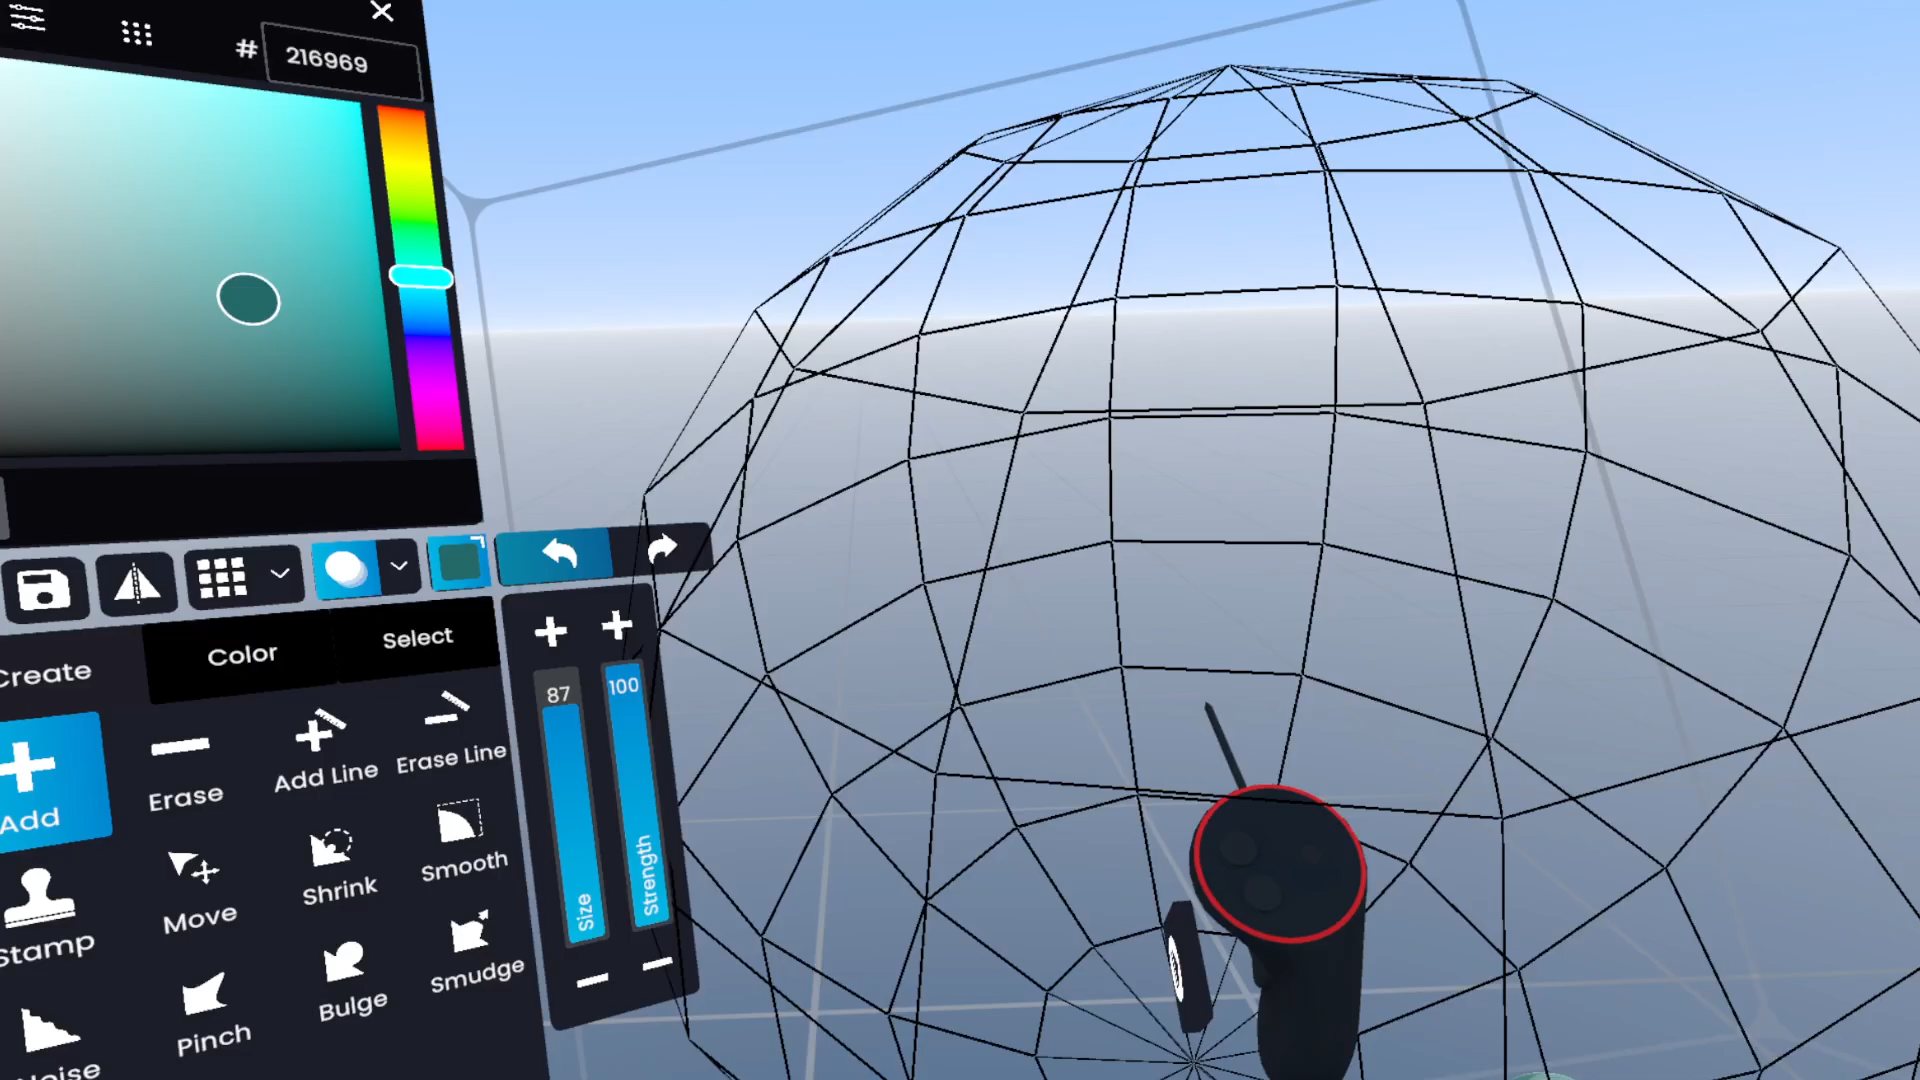 # 216969
Create
Color
Select
Add
Erase
Add Line
Erase Line
Stamp
Move
Shrink
Smooth
Noise
Pinch
Bulge
Smudge
87
100
Size
Strength